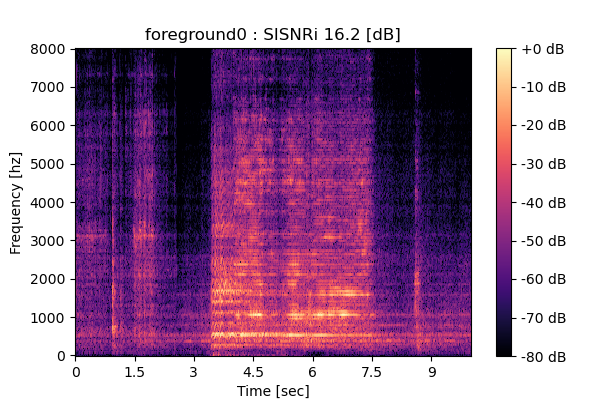 foreground0 : SISNRi 16.2 [dB]
8000
7000
6000
5000
4000
3000
2000
1000
0
Frequency [hz]
0
1.5
3
4.5
6
7.5
9
Time [sec]
+0 dB
-10 dB
-20 dB
-30 dB
-40 dB
-50 dB
-60 dB
-70 dB
-80 dB